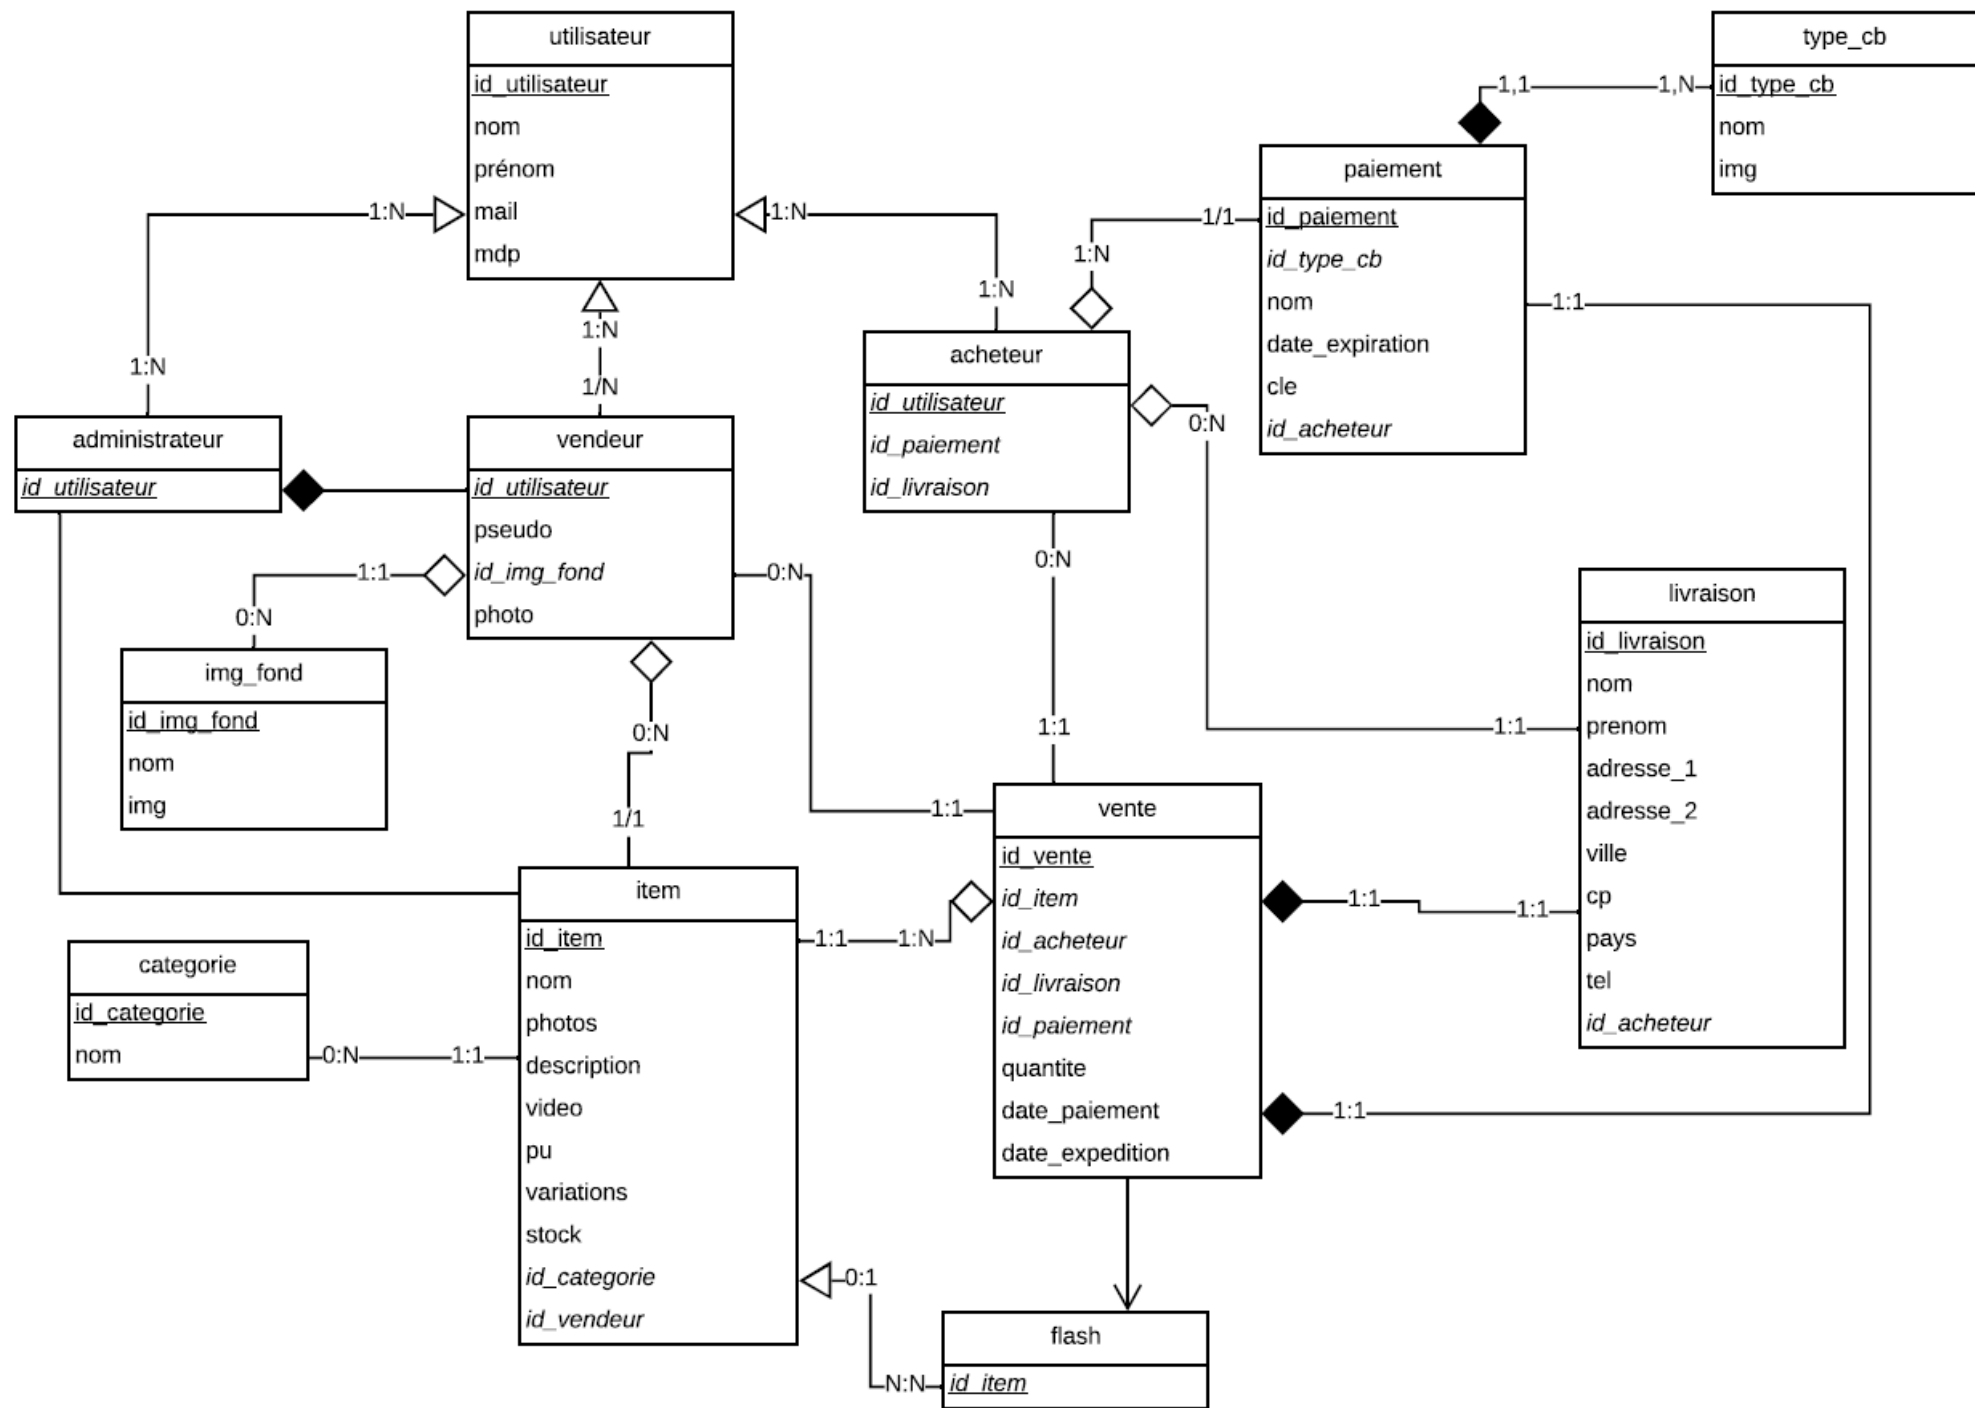 utilisateur
id_utilisateur
nom
prénom
mail
mdp
type_cb
id_type_cb
nom
img
1,1
1,N
paiement
id_paiement
id_type_cb
nom
date_expiration
cle
id_acheteur
1:N
1:N
1/1
1:N
1:N
1:N
1:N
1/N
1:1
acheteur
id_utilisateur
id_paiement
id_livraison
0:N
administrateur
id_utilisateur
vendeur
id_utilisateur
pseudo
id_img_fond
photo
1:1
0:N
0:N
0:N
img_fond
id_img_fond
nom
img
livraison
id_livraison
nom
prenom
adresse_1
adresse_2
ville
cp
pays
tel
id_acheteur
0:N
1/1
1:1
1:1
1:1
vente
id_vente
id_item
id_acheteur
id_livraison
id_paiement
quantite
date_paiement
date_expedition
1:1
1:1
1:1
item
id_item
nom
photos
description
video
pu
variations
stock
id_categorie
id_vendeur
1:1
1:N
categorie
id_categorie
nom
0:N
1:1
0:1
N:N
flash
id_item